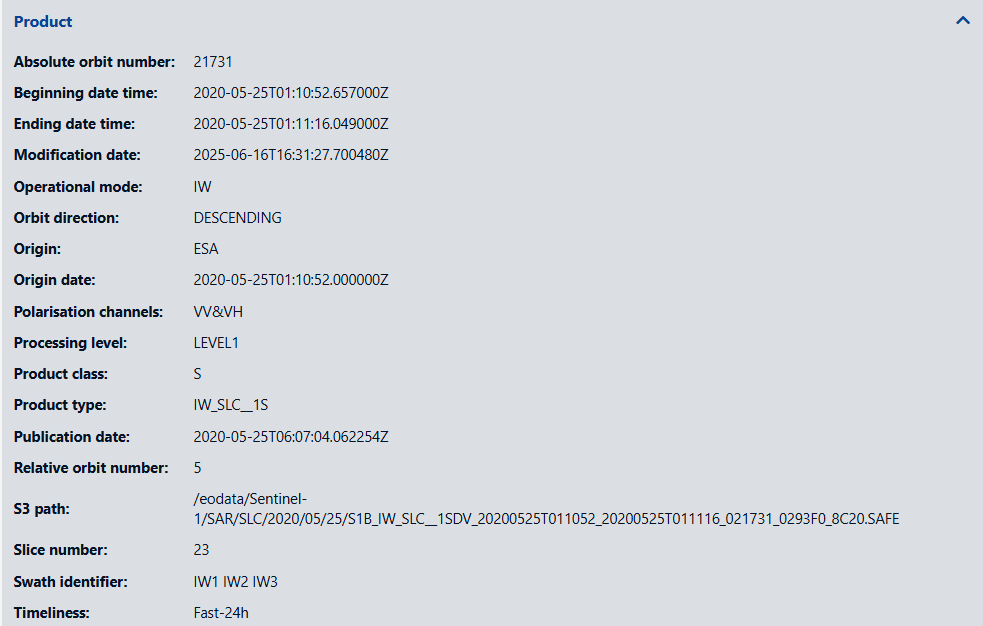 Product
Absolute orbit number: 21731
Beginning date time: 2020-05-25T01:10:52.657000Z
Ending date time: 2020-05-25T01:11:16.049000Z
Modification date: 2025-06-16T16:31:27.700480Z
Operational mode: IW
Orbit direction: DESCENDING
Origin: ESA
Origin date: 2020-05-25T01:10:52.000000Z
Polarisation channels: VV&VH
Processing level: LEVEL1
Product class: S
Product type: IW_SLC__1S
Publication date: 2020-05-25T06:07:04.062254Z
Relative orbit number: 5
S3 path: /eodata/Sentinel-
1/SAR/SLC/2020/05/25/S1B_IW_SLC__1SDV_20200525T011052_20200525T011116_021731_0293F0_8C20.SAFE
Slice number: 23
Swath identifier: IW1 IW2 IW3
Timeliness: Fast-24h